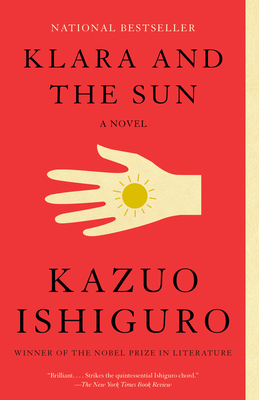 NATIONAL BESTSELLER
KLARA AND
THE SUN
A NOVEL
KAZUO
ISHIGURO
WINNER OF THE NOBEL PRIZE IN LITERATURE
"Brilliant. . . . Strikes the quintessential Ishiguro chord."
—The New York Times Book Review